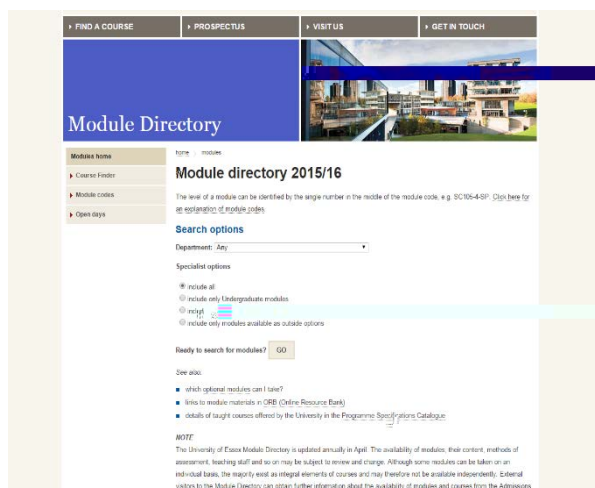 FIND A COURSE
PROSPECTUS
VISIT US
GET IN TOUCH
Module Directory
Modules home
Course Finder
Module codes
Open days
home : modules
Module directory 2015/16
The level of a module can be identified by the single number in the middle of the module code, e.g. SC105-4-SP. Click here for
an explanation of module codes.
Search options
Department: Any
Specialist options
include all
include only Undergraduate modules
include only modules available as outside options
Ready to search for modules? GO
See also:
which optional modules can I take?
links to module materials in ORB (Online Resource Bank)
details of taught courses offered by the University in the Programme Specifications Catalogue
NOTE
The University of Essex Module Directory is updated annually in April. The availability of modules, their content, methods of
assessment, teaching staff and so on may be subject to review and change. Although some modules can be taken on an
individual basis, the majority exist as integral elements of courses and may therefore not be available independently. External
visitors to the Module Directory can obtain further information about the availability of modules and courses from the Admissions